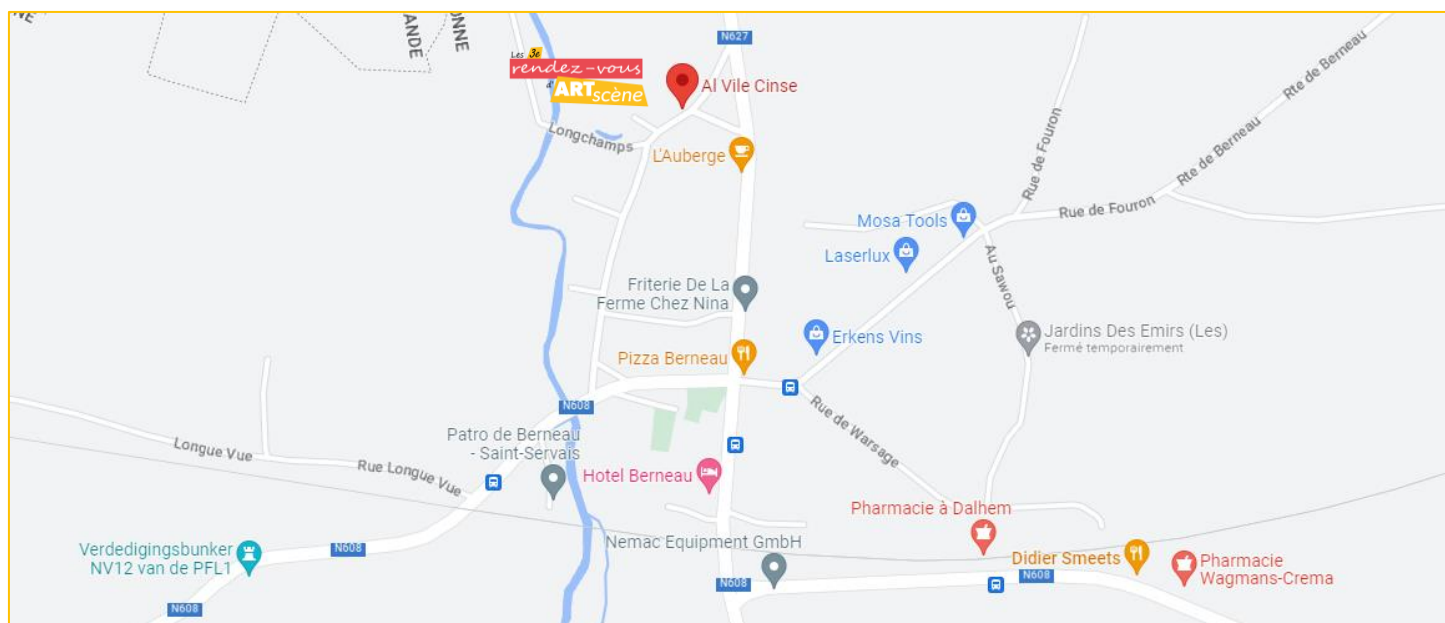 NE
ANDE
ONNE
N627
Les 3e
rendez-vous
d'
ARTscène
Al Vile Cinse
Longchamps
L'Auberge
Rte de Berneau
Rte de Berneau
Rue de Fouron
Rue de Fouron
Mosa Tools
Laserlux
Au Sawou
Friterie De La
Ferme Chez Nina
Erkens Vins
Jardins Des Emirs (Les)
Fermé temporairement
Pizza Berneau
N608
Rue de Warsage
Patro de Berneau
- Saint-Servais
Longue Vue
Rue Longue Vue
Hotel Berneau
Pharmacie à Dalhem
Nemac Equipment GmbH
Verdedigingsbunker
NV12 van de PFL1
N608
Didier Smeets
Pharmacie
Wagmans-Crema
N608
N608
N608